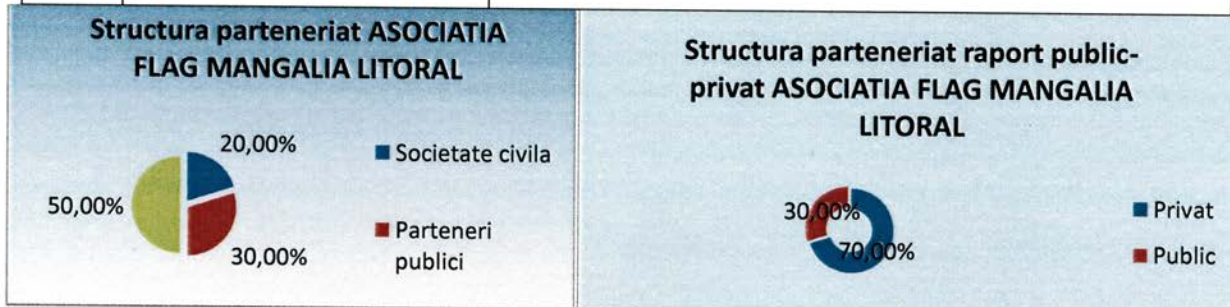 Structura parteneriat ASOCIATIA
FLAG MANGALIA LITORAL
20,00%
50,00%
30,00%
Societate civila
Parteneri
publici
Structura parteneriat raport public-
privat ASOCIATIA FLAG MANGALIA
LITORAL
30,00%
70,00%
Privat
Public